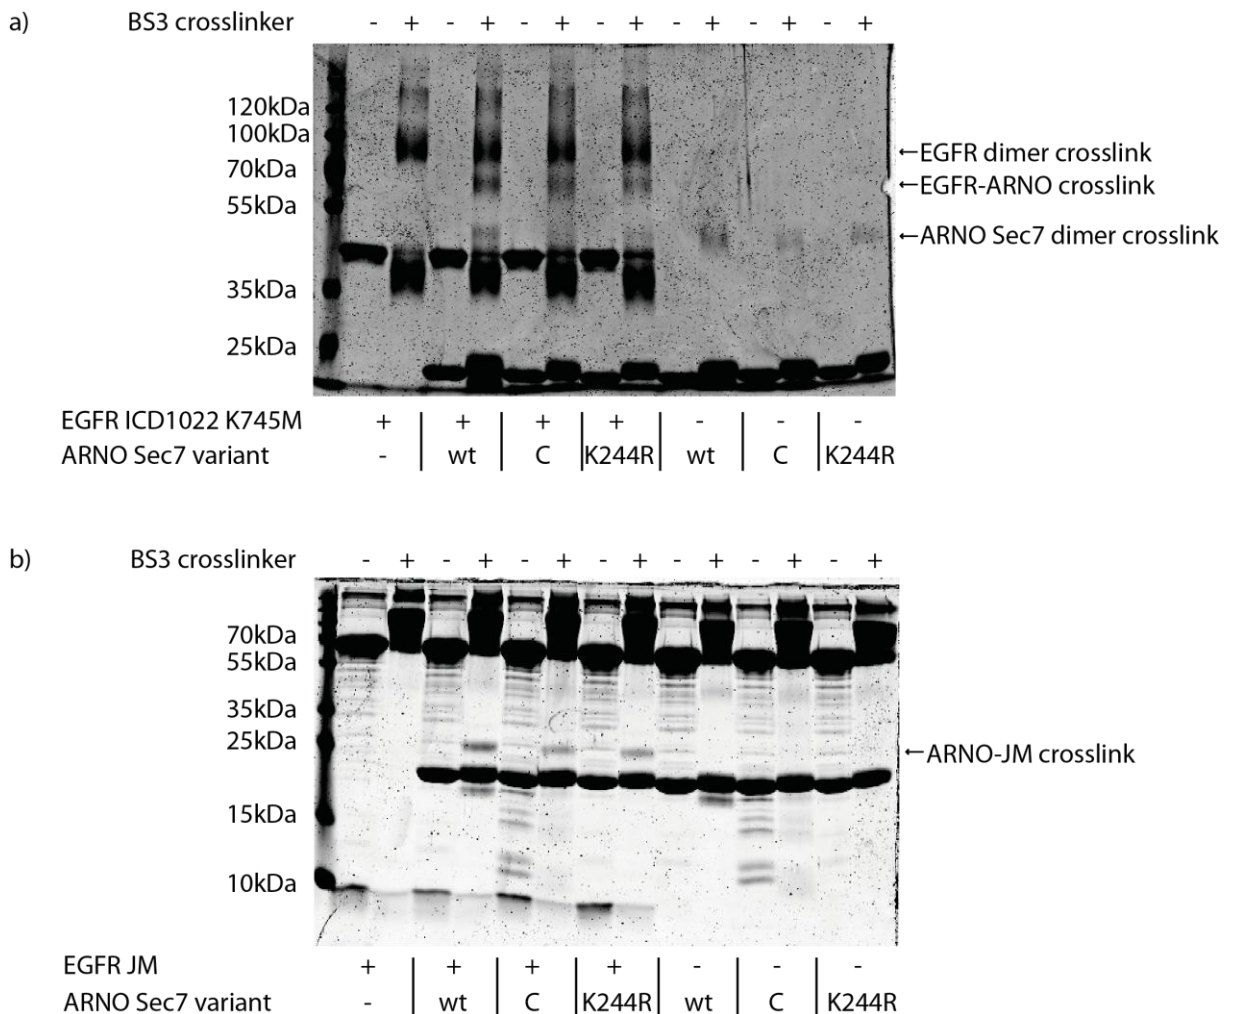 a) BS3 crosslinker - + - + - + - + - + - + - +
120kDa
100kDa
←EGFR dimer crosslink
70kDa
←EGFR-ARNO crosslink
55kDa
←ARNO Sec7 dimer crosslink
35kDa
25kDa
EGFR ICD1022 K745M + + + + - - -
ARNO Sec7 variant - wt C K244R wt C K244R
b) BS3 crosslinker - + - + - + - + - + - + - +
70kDa
55kDa
35kDa
25kDa
←ARNO-JM crosslink
15kDa
10kDa
EGFR JM + + + + - - -
ARNO Sec7 variant - wt C K244R wt C K244R